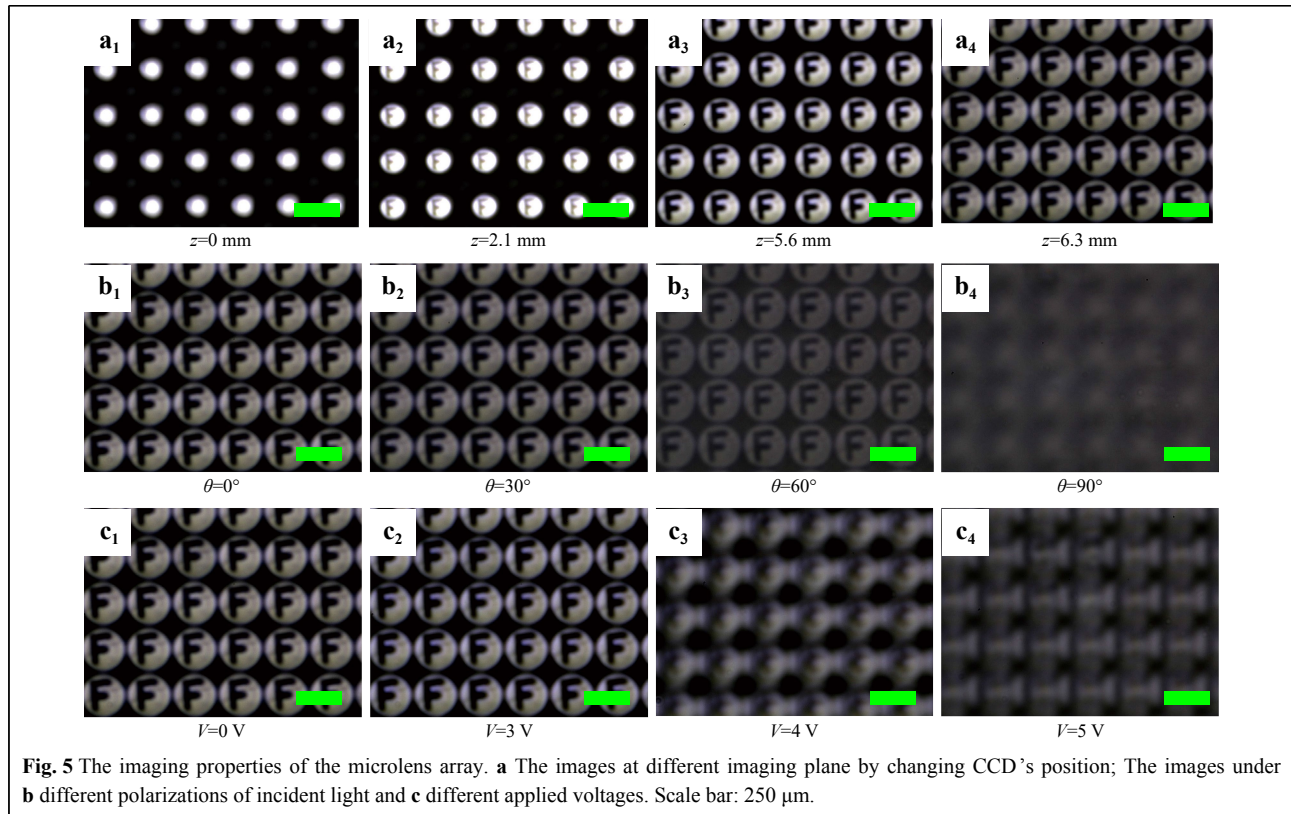 a₁ a₂ a₃ a₄
z=0 mm z=2.1 mm z=5.6 mm z=6.3 mm
b₁ b₂ b₃ b₄
θ=0° θ=30° θ=60° θ=90°
c₁ c₂ c₃ c₄
V=0 V V=3 V V=4 V V=5 V
Fig. 5 The imaging properties of the microlens array. a The images at different imaging plane by changing CCD's position; The images under
b different polarizations of incident light and c different applied voltages. Scale bar: 250 μm.